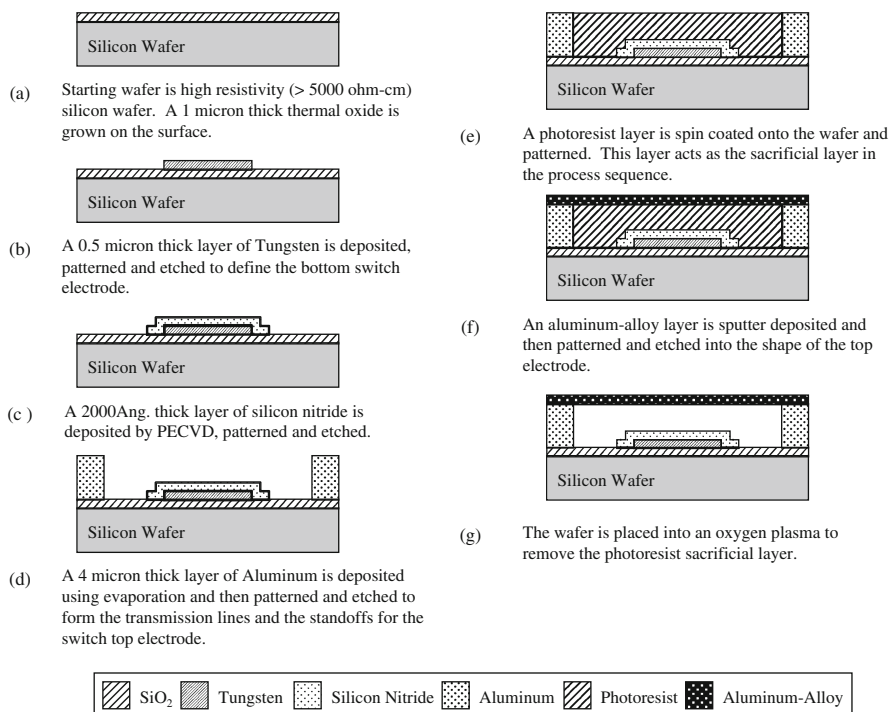 Silicon Wafer
(a) Starting wafer is high resistivity (> 5000 ohm-cm)
silicon wafer. A 1 micron thick thermal oxide is
grown on the surface.
Silicon Wafer
(b) A 0.5 micron thick layer of Tungsten is deposited,
patterned and etched to define the bottom switch
electrode.
Silicon Wafer
(c ) A 2000Ang. thick layer of silicon nitride is
deposited by PECVD, patterned and etched.
Silicon Wafer
(d) A 4 micron thick layer of Aluminum is deposited
using evaporation and then patterned and etched to
form the transmission lines and the standoffs for the
switch top electrode.
Silicon Wafer
(e) A photoresist layer is spin coated onto the wafer and
patterned. This layer acts as the sacrificial layer in
the process sequence.
Silicon Wafer
(f) An aluminum-alloy layer is sputter deposited and
then patterned and etched into the shape of the top
electrode.
Silicon Wafer
(g) The wafer is placed into an oxygen plasma to
remove the photoresist sacrificial layer.
SiO₂ Tungsten Silicon Nitride Aluminum Photoresist Aluminum-Alloy